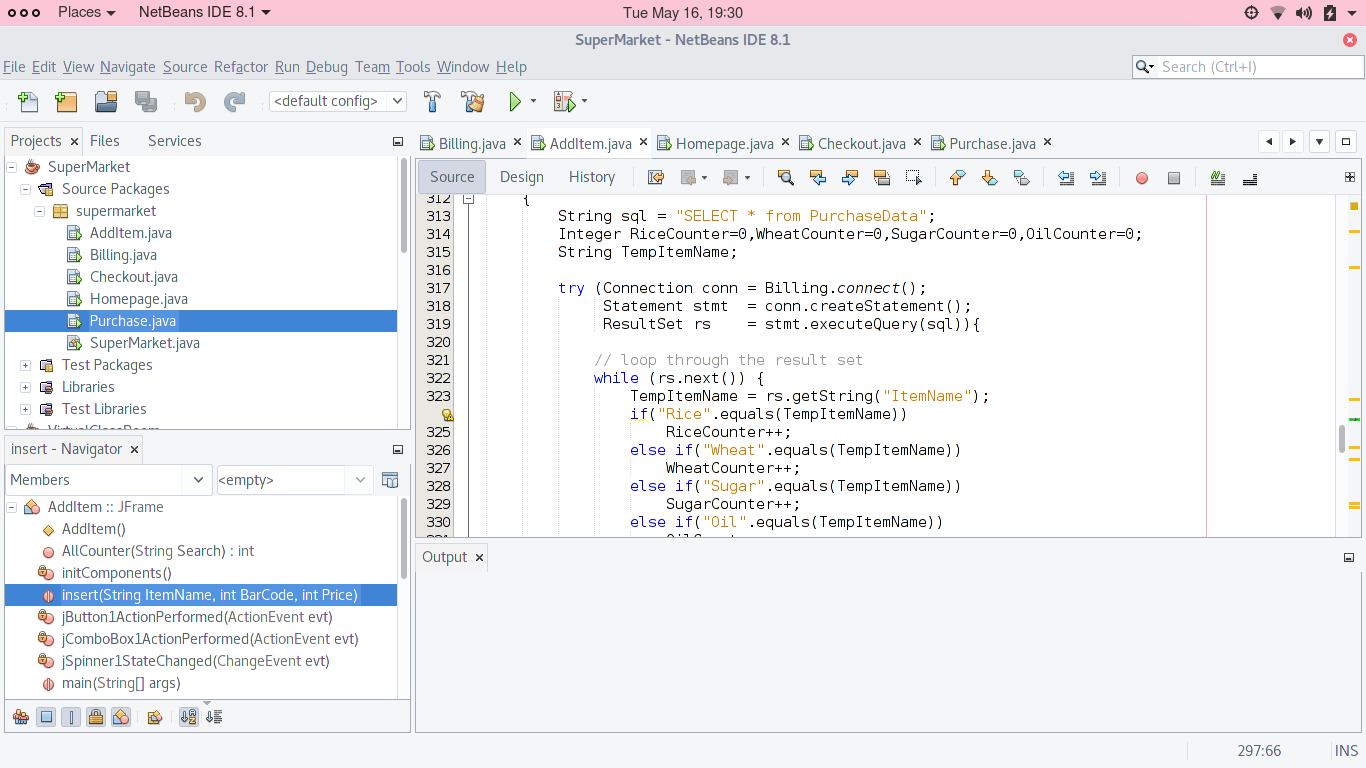 Places NetBeans IDE 8.1 Tue May 16, 19:30
SuperMarket - NetBeans IDE 8.1
File Edit View Navigate Source Refactor Run Debug Team Tools Window Help
Search (Ctrl+I)
<default config>
Projects Files Services
SuperMarket
Source Packages
supermarket
AddItem.java
Billing.java
Checkout.java
Homepage.java
Purchase.java
SuperMarket.java
Test Packages
Libraries
Test Libraries
insert - Navigator
Members <empty>
AddItem :: JFrame
AddItem()
AllCounter(String Search) : int
initComponents()
insert(String ItemName, int BarCode, int Price)
jButton1ActionPerformed(ActionEvent evt)
jComboBox1ActionPerformed(ActionEvent evt)
jSpinner1StateChanged(ChangeEvent evt)
main(String[] args)
Billing.java AddItem.java Homepage.java Checkout.java Purchase.java
Source Design History
312 {
313 String sql = "SELECT * from PurchaseData";
314 Integer RiceCounter=0,WheatCounter=0,SugarCounter=0,OilCounter=0;
315 String TempItemName;
316
317 try (Connection conn = Billing.connect();
318 Statement stmt = conn.createStatement();
319 ResultSet rs = stmt.executeQuery(sql)){
320
321 // loop through the result set
322 while (rs.next()) {
323 TempItemName = rs.getString("ItemName");
if("Rice".equals(TempItemName))
325 RiceCounter++;
326 else if("Wheat".equals(TempItemName))
327 WheatCounter++;
328 else if("Sugar".equals(TempItemName))
329 SugarCounter++;
330 else if("Oil".equals(TempItemName))
Output
297:66 INS